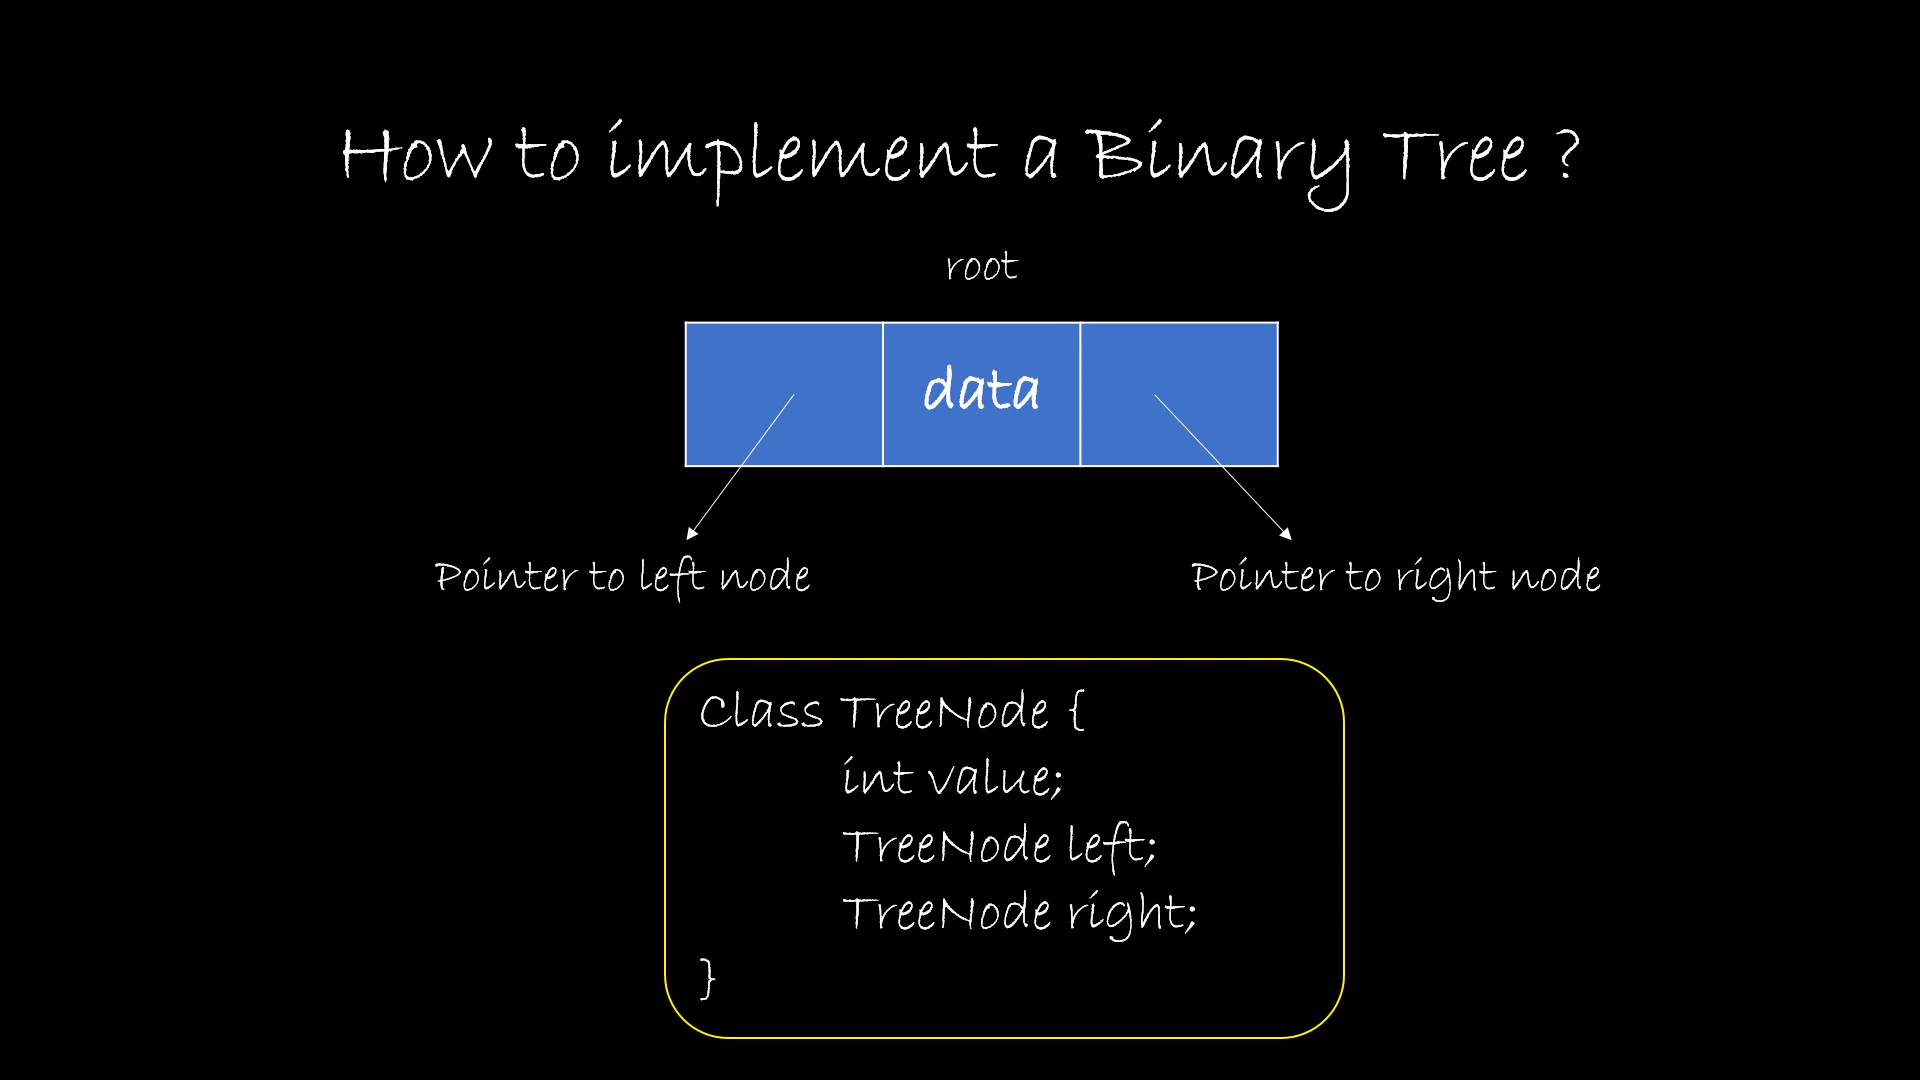 How to implement a Binary Tree ?
root
data
Pointer to left node
Pointer to right node
Class TreeNode {
int value;
TreeNode left;
TreeNode right;
}